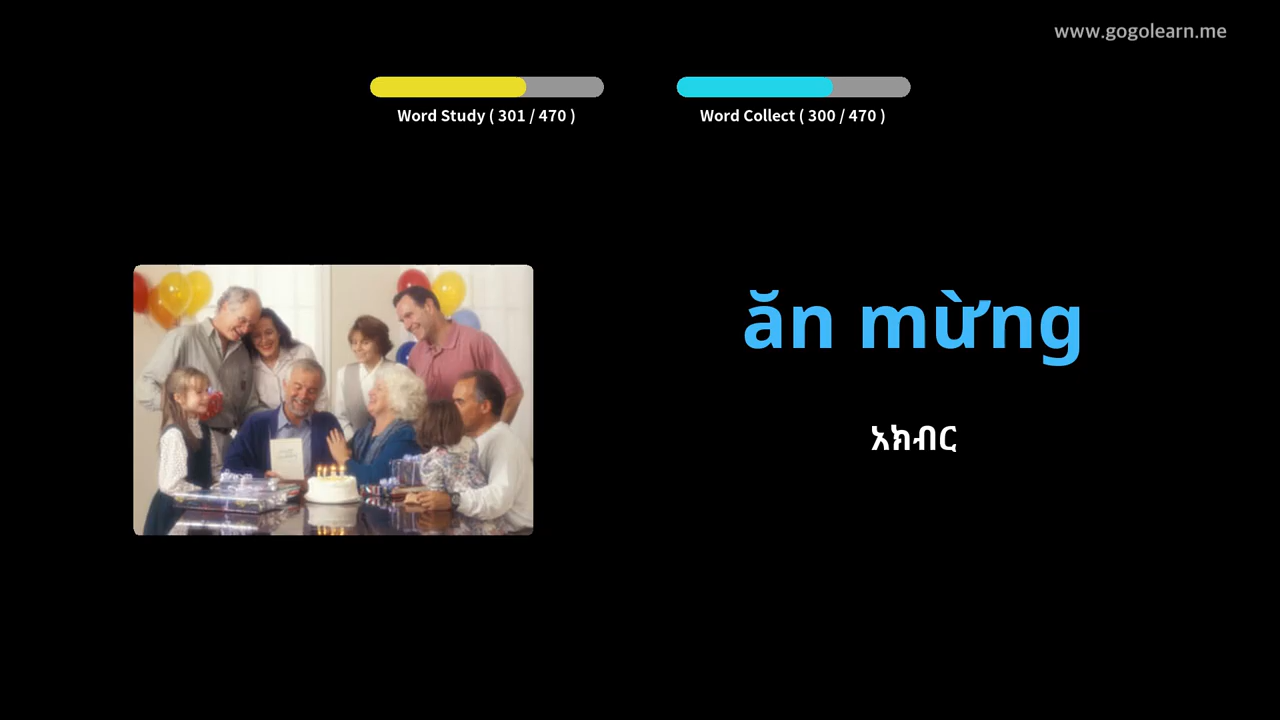 www.gogolearn.me
Word Study ( 301 / 470 )
Word Collect ( 300 / 470 )
ăn mừng
አክብር